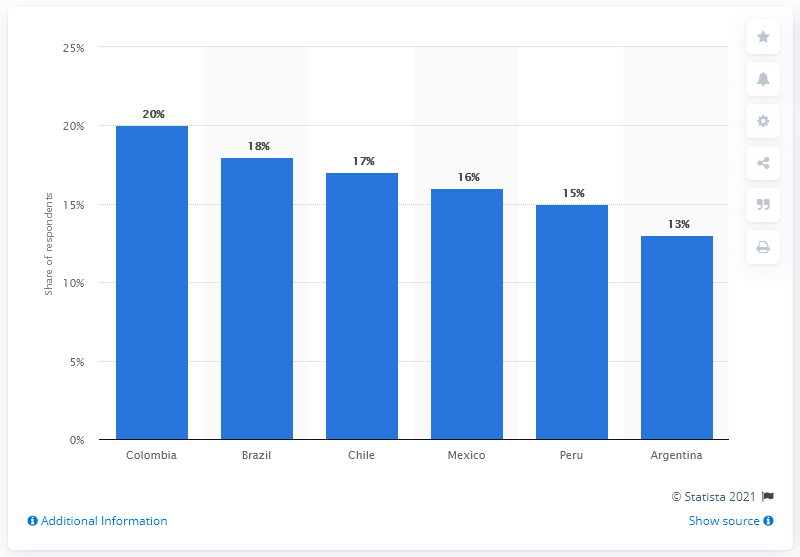 25%
20%
15%
10%
5%
0%
Share of respondents
20%
18%
17%
16%
15%
13%
Colombia Brazil Chile Mexico Peru Argentina
© Statista 2021
Additional Information
Show source